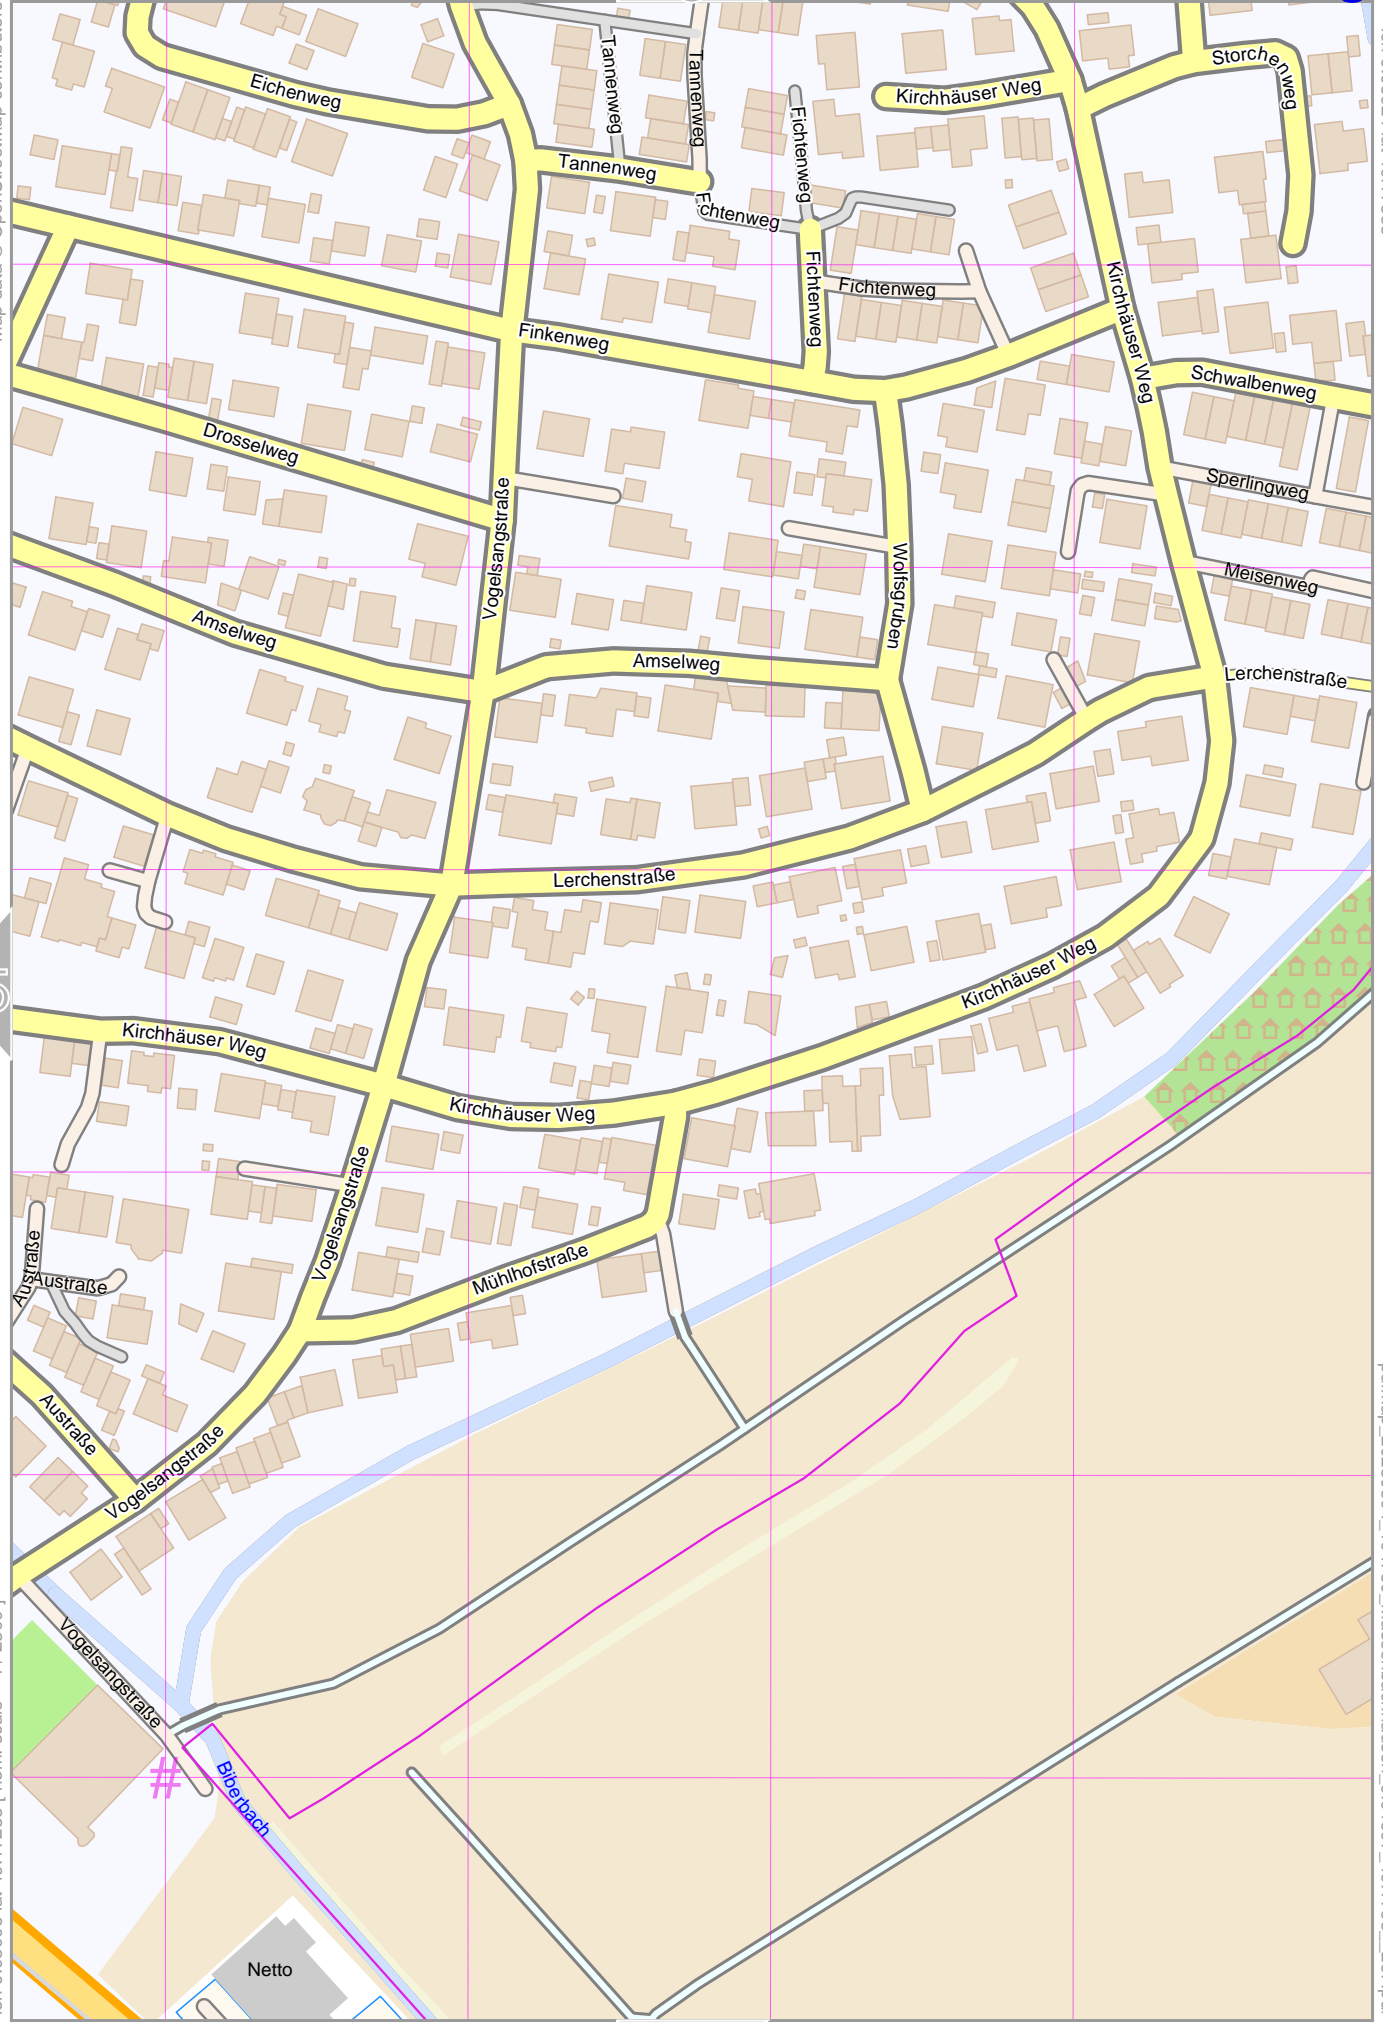 Storchenweg
Eichenweg
Kirchhäuser Weg
Tannenweg
Tannenweg
Fichtenweg
Tannenweg
Fichtenweg
Fichtenweg
Fichtenweg
Kirchhäuser Weg
Finkenweg
Schwalbenweg
Drosselweg
Sperlingweg
Vogelsangstraße
Wolfsgruben
Meisenweg
Amselweg
Amselweg
Lerchenstraße
Lerchenstraße
Kirchhäuser Weg
Kirchhäuser Weg
Kirchhäuser Weg
Vogelsangstraße
Austraße
Austraße
Mühlhofstraße
Austraße
Vogelsangstraße
Vogelsangstraße
#
Biberbach
Netto